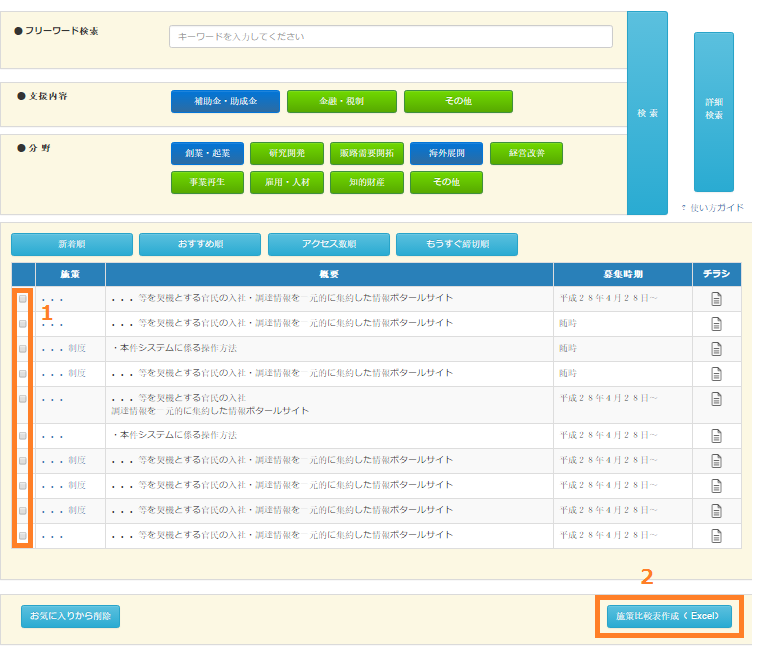 ● フリーワード検索
キーワードを入力してください
検 索
詳細
検索
● 支援内容
補助金・助成金
金融・税制
その他
● 分 野
創業・起業
研究開発
販路需要開拓
海外展開
経営改善
事業再生
雇用・人材
知的財産
その他
? 使い方ガイド
新着順
おすすめ順
アクセス数順
もうすぐ締切順
施策 概要 募集時期 チラシ
1
・・・ ・・・等を契機とする官民の入社・調達情報を一元的に集約した情報ポータルサイト 平成28年4月28日~
・・・ ・・・等を契機とする官民の入社・調達情報を一元的に集約した情報ポータルサイト 随時
・・・制度 ・本件システムに係る操作方法 随時
・・・制度 ・・・等を契機とする官民の入社・調達情報を一元的に集約した情報ポータルサイト 随時
・・・ ・・・等を契機とする官民の入社 平成28年4月28日~
調達情報を一元的に集約した情報ポータルサイト
・・・ ・本件システムに係る操作方法 平成28年4月28日~
・・・制度 ・・・等を契機とする官民の入社・調達情報を一元的に集約した情報ポータルサイト 平成28年4月28日~
・・・制度 ・・・等を契機とする官民の入社・調達情報を一元的に集約した情報ポータルサイト 平成28年4月28日~
・・・制度 ・・・等を契機とする官民の入社・調達情報を一元的に集約した情報ポータルサイト 平成28年4月28日~
・・・ ・・・等を契機とする官民の入社・調達情報を一元的に集約した情報ポータルサイト 平成28年4月28日~
2
お気に入りから削除
施策比較表作成（Excel）